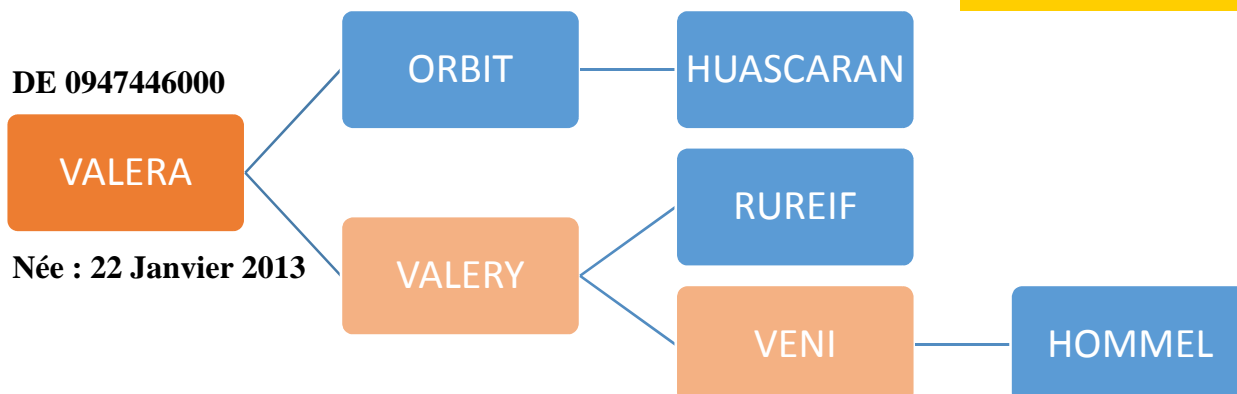 ORBIT
HUASCARAN
DE 0947446000
VALERA
RUREIF
Née : 22 Janvier 2013
VALERY
VENI
HOMMEL